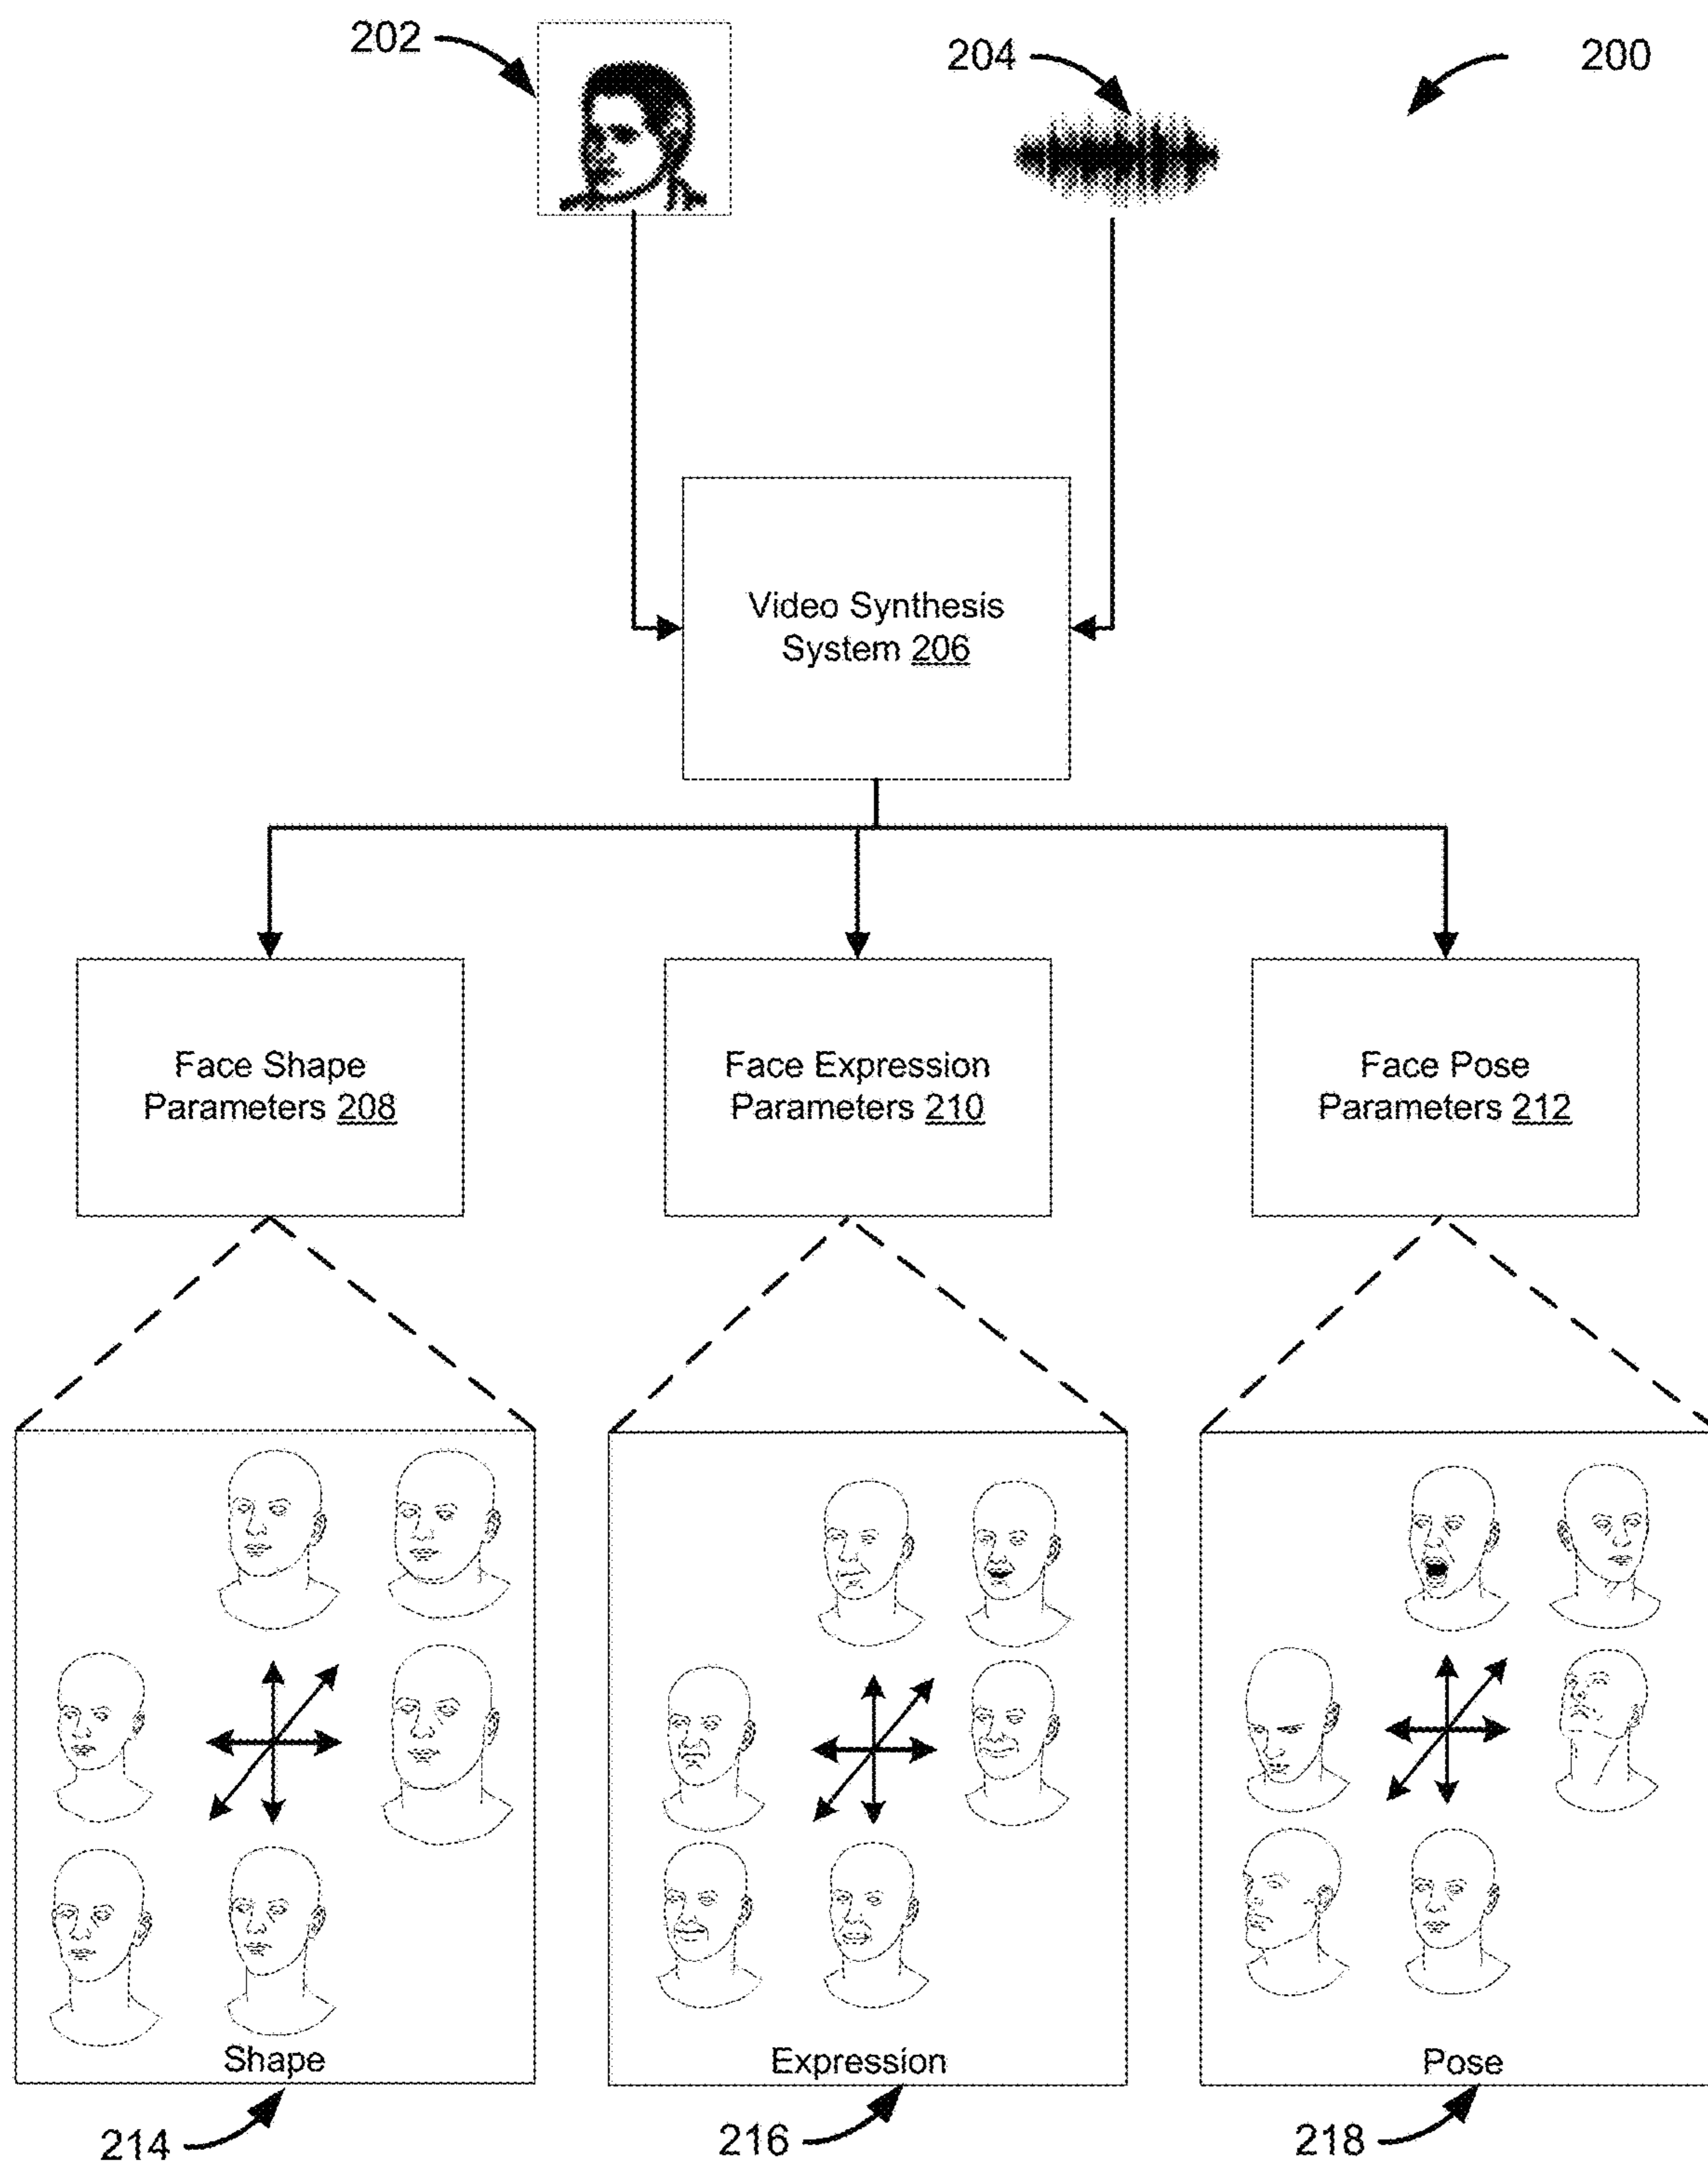 202
204
200
Video Synthesis
System 206
Face Shape
Parameters 208
Face Expression
Parameters 210
Face Pose
Parameters 212
Shape
Expression
Pose
214
216
218